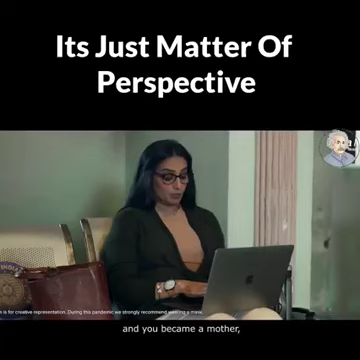 Its Just Matter Of
Perspective
is for creative representation. During this pandemic we strongly recommend wearing a mask.
and you became a mother,